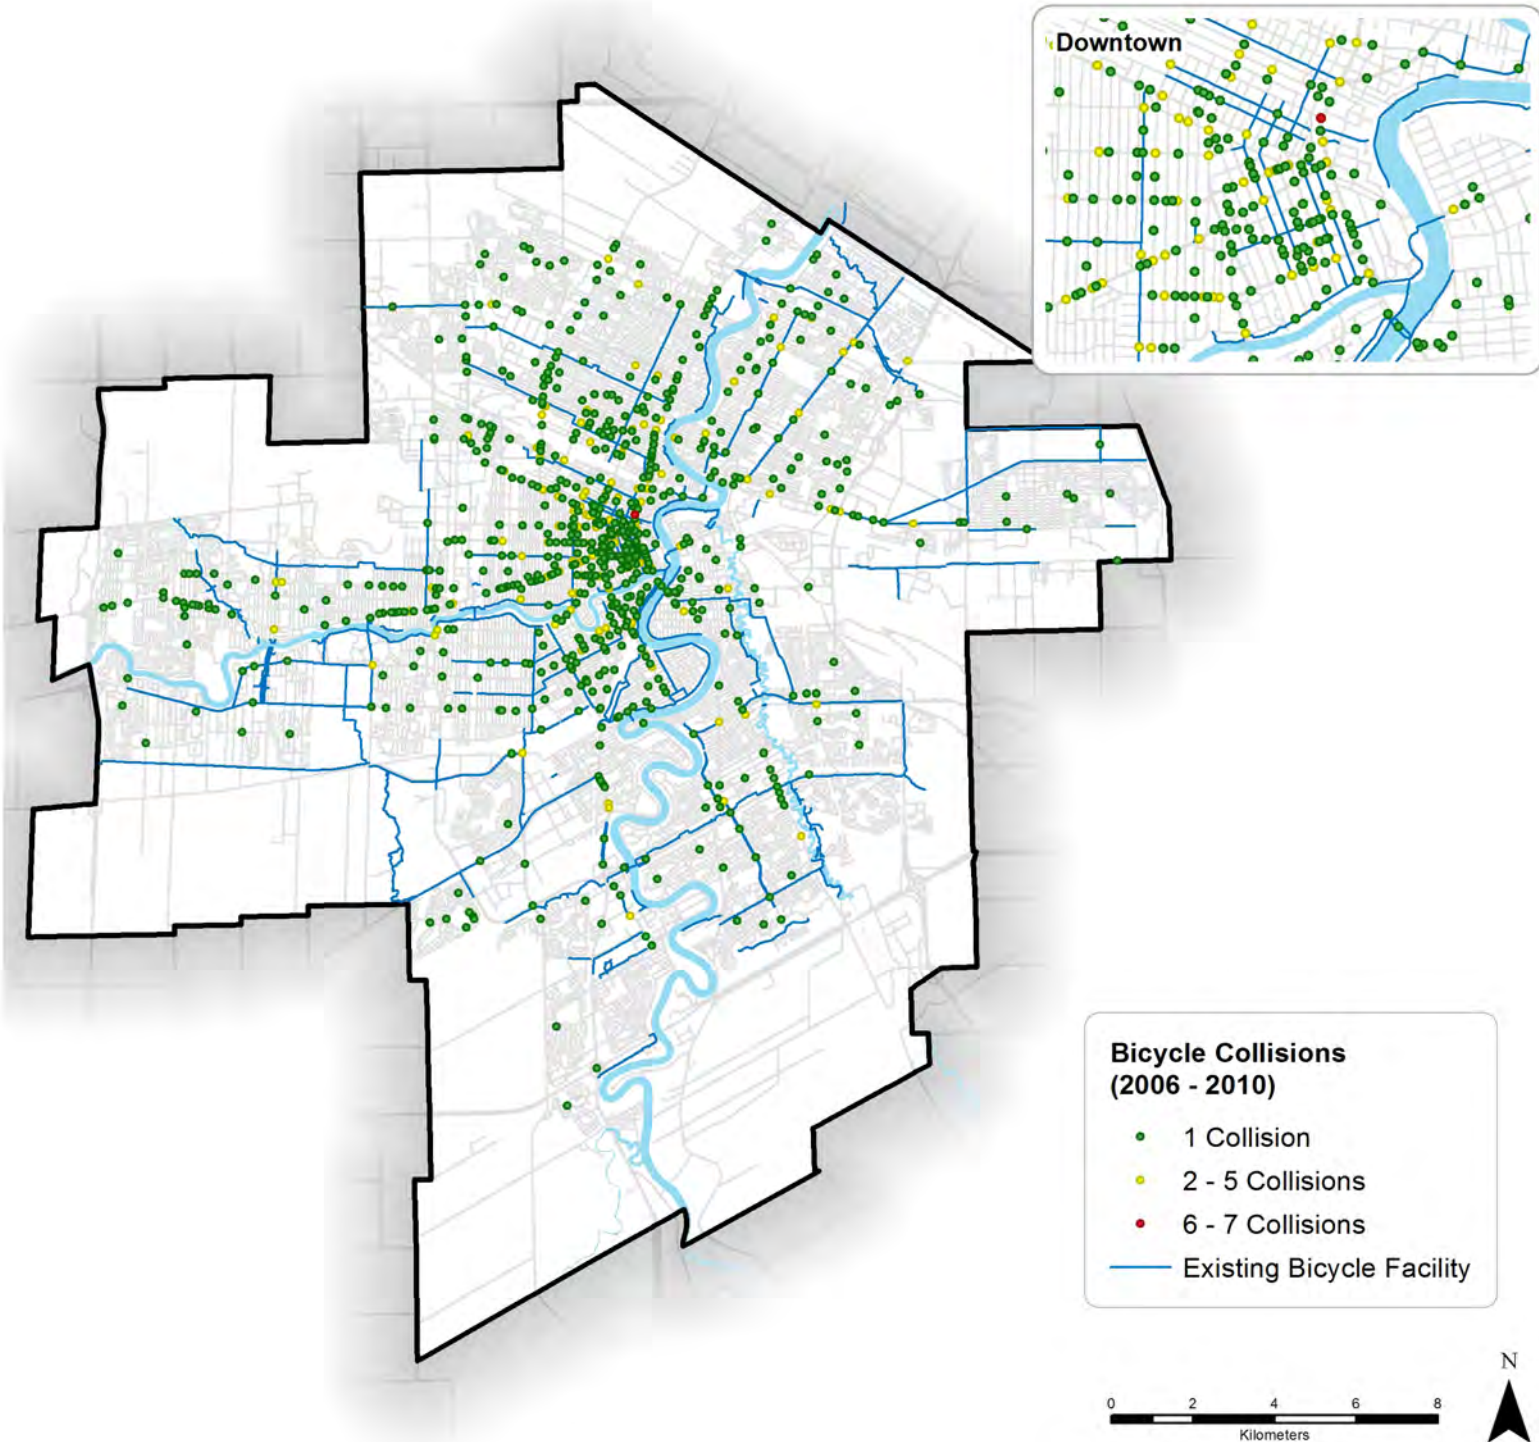 Downtown
Bicycle Collisions
(2006 - 2010)
1 Collision
2 - 5 Collisions
6 - 7 Collisions
Existing Bicycle Facility
N
0 2 4 6 8
Kilometers